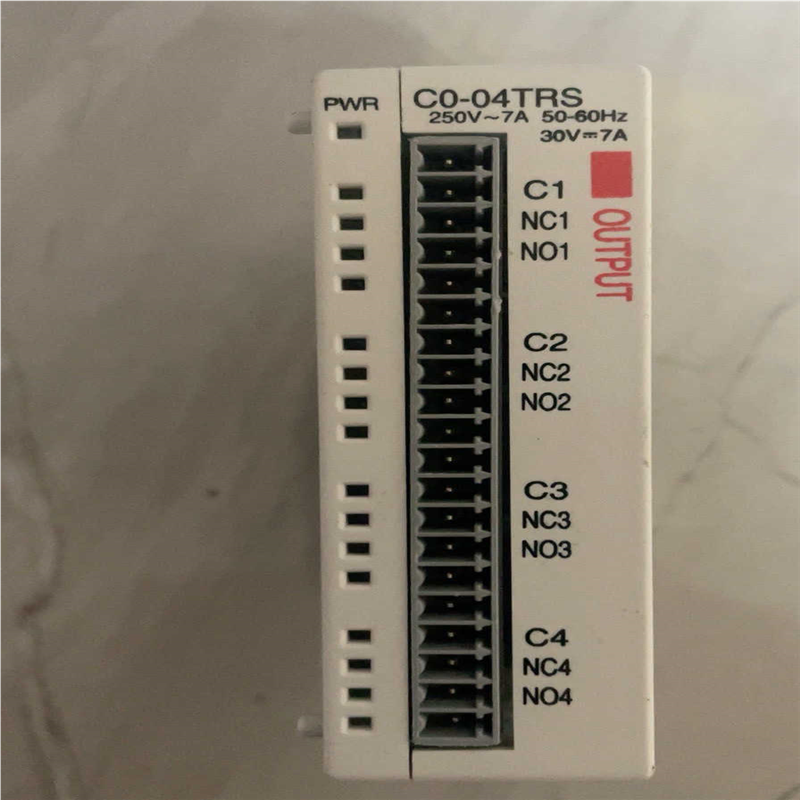 PWR
C0-04TRS
250V~7A 50-60Hz
30V⎓7A
OUTPUT
C1
NC1
NO1
C2
NC2
NO2
C3
NC3
NO3
C4
NC4
NO4